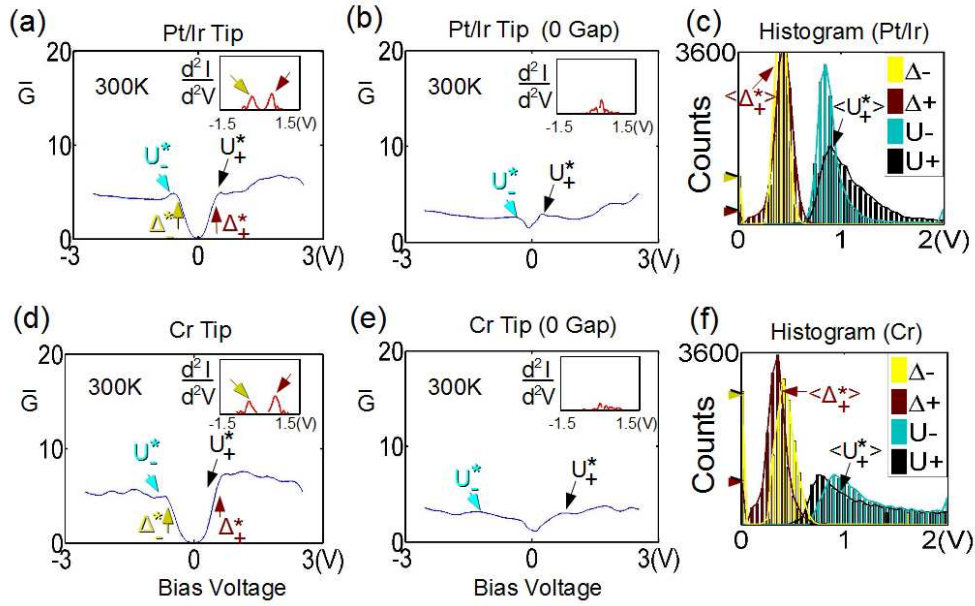 (a)
Pt/Ir Tip
Ḡ
20
10
0
300K
d²I
d²V
-1.5
1.5(V)
U*₋
U*₊
Δ*₋
Δ*₊
-3
0
3(V)
(b)
Pt/Ir Tip (0 Gap)
Ḡ
20
10
0
300K
d²I
d²V
-1.5
1.5(V)
U*₋
U*₊
-3
0
3(V)
(c)
Histogram (Pt/Ir)
3600
Counts
<Δ*₊>
<U*₊>
Δ-
Δ+
U-
U+
0
1
2(V)
(d)
Cr Tip
Ḡ
20
10
0
300K
d²I
d²V
-1.5
1.5(V)
U*₋
U*₊
Δ*₋
Δ*₊
-3
0
3(V)
Bias Voltage
(e)
Cr Tip (0 Gap)
Ḡ
20
10
0
300K
d²I
d²V
-1.5
1.5(V)
U*₋
U*₊
-3
0
3(V)
Bias Voltage
(f)
Histogram (Cr)
3600
Counts
<Δ*₊>
<U*₊>
Δ-
Δ+
U-
U+
0
1
2(V)